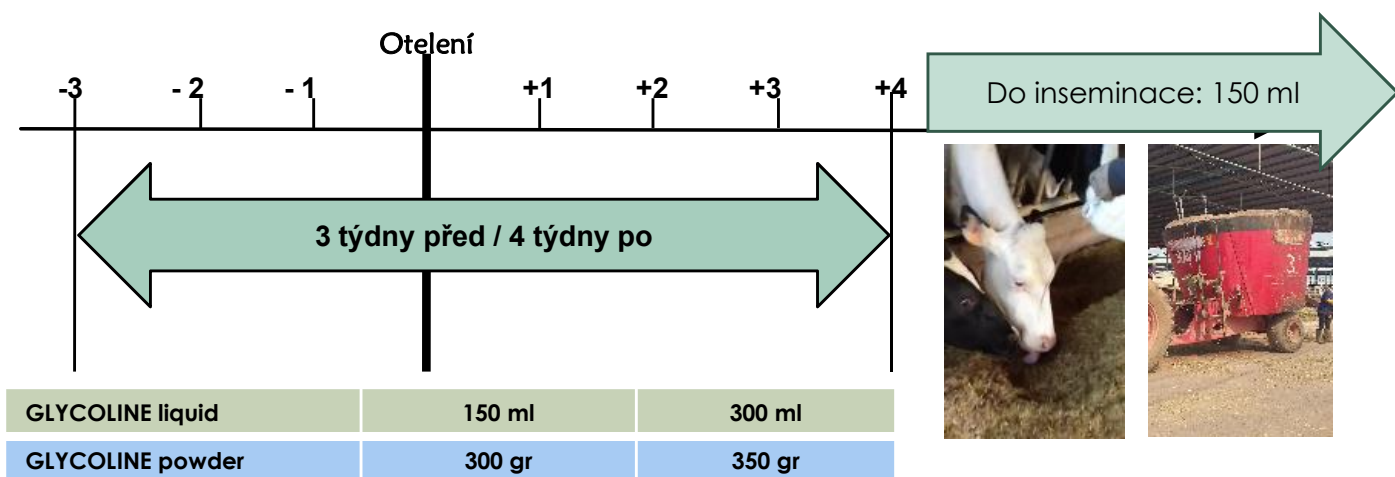 Otelení
-3
- 2
- 1
+1
+2
+3
+4
Do inseminace: 150 ml
3 týdny před / 4 týdny po
GLYCOLINE liquid 150 ml 300 ml
GLYCOLINE powder 300 gr 350 gr